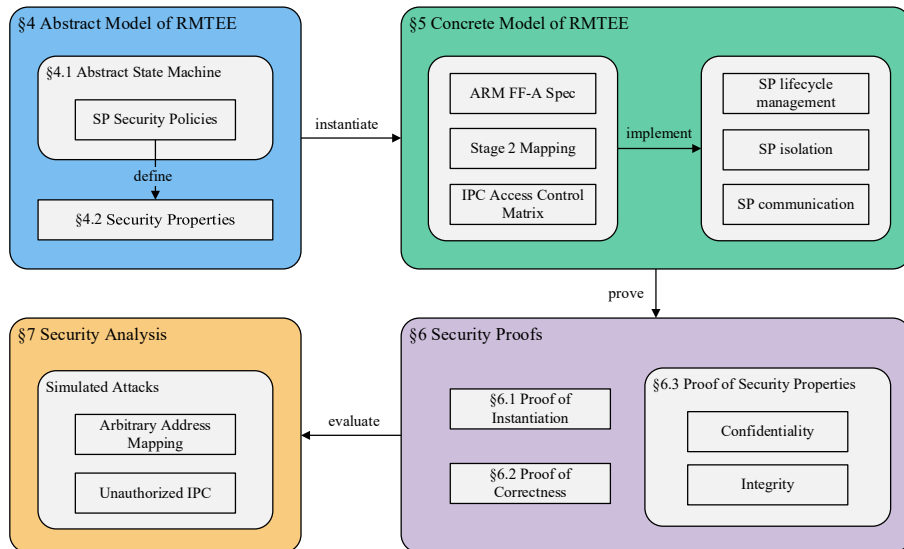 §4 Abstract Model of RMTEE
§4.1 Abstract State Machine
SP Security Policies
define
§4.2 Security Properties
instantiate
§5 Concrete Model of RMTEE
ARM FF-A Spec
Stage 2 Mapping
IPC Access Control
Matrix
implement
SP lifecycle
management
SP isolation
SP communication
prove
§7 Security Analysis
Simulated Attacks
Arbitrary Address
Mapping
Unauthorized IPC
evaluate
§6 Security Proofs
§6.1 Proof of
Instantiation
§6.2 Proof of
Correctness
§6.3 Proof of Security Properties
Confidentiality
Integrity